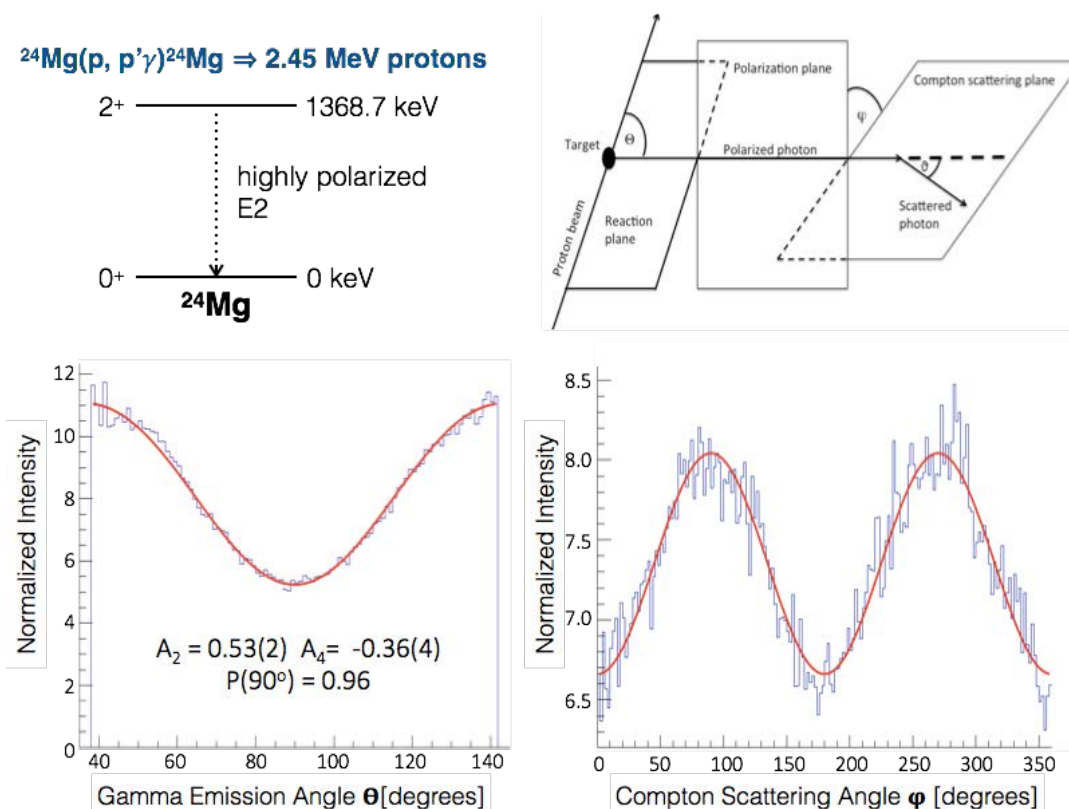 ²⁴Mg(p, p'γ)²⁴Mg ⇒ 2.45 MeV protons
2⁺ 1368.7 keV
highly polarized
E2
0⁺ 0 keV
²⁴Mg
Polarization plane
Compton scattering plane
Θ
φ
Target
Polarized photon
ϑ
Scattered
photon
Reaction
plane
Proton beam
12
10
8
6
4
2
0
Normalized Intensity
A₂ = 0.53(2) A₄= -0.36(4)
P(90°) = 0.96
40 60 80 100 120 140
Gamma Emission Angle Θ[degrees]
8.5
8.0
7.5
7.0
6.5
Normalized Intensity
0 50 100 150 200 250 300 350
Compton Scattering Angle φ [degrees]